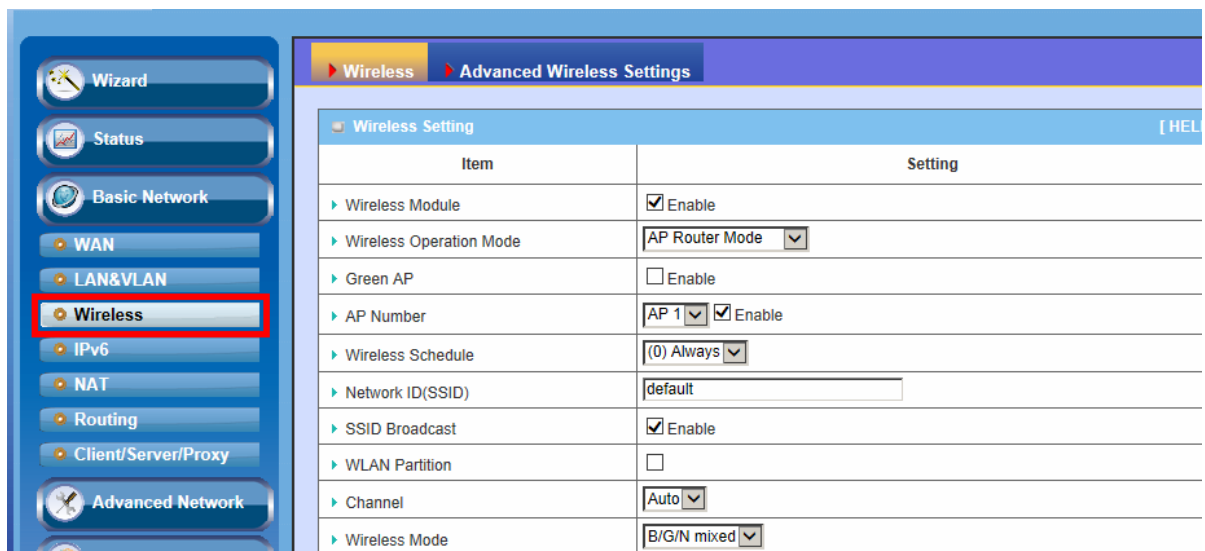 Wizard
Status
Basic Network
WAN
LAN&VLAN
Wireless
IPv6
NAT
Routing
Client/Server/Proxy
Advanced Network
Wireless Advanced Wireless Settings
Wireless Setting [ HEL
Item Setting
Wireless Module Enable
Wireless Operation Mode AP Router Mode
Green AP Enable
AP Number AP 1 Enable
Wireless Schedule (0) Always
Network ID(SSID) default
SSID Broadcast Enable
WLAN Partition
Channel Auto
Wireless Mode B/G/N mixed